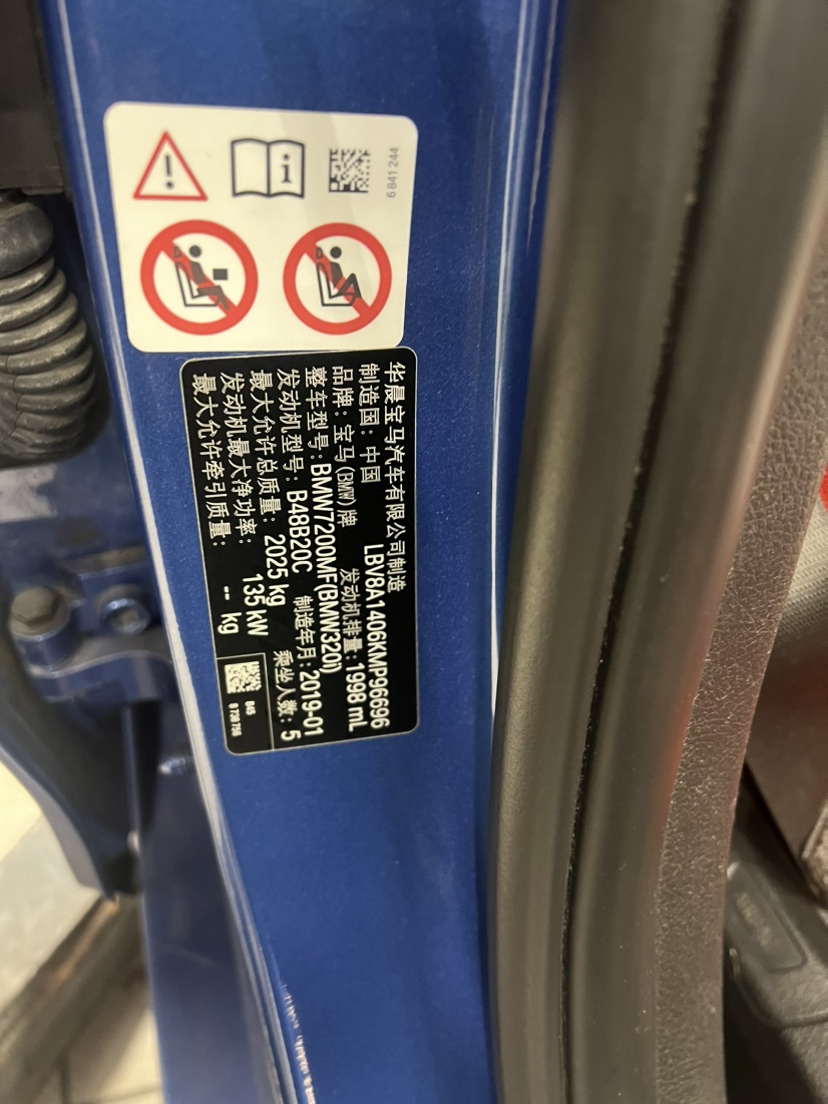 6 841 244
华晨宝马汽车有限公司制造
制造国：中国 LBV8A1406KMP96696
品牌：宝马(BMW)牌 发动机排量：1998 mL
整车型号：BMW7200MF(BMW320i)
发动机型号：B48B20C 制造年月：2019-01
最大允许总质量：2025 kg 乘坐人数：5
发动机最大净功率：135 kW
最大允许牵引质量：-- kg